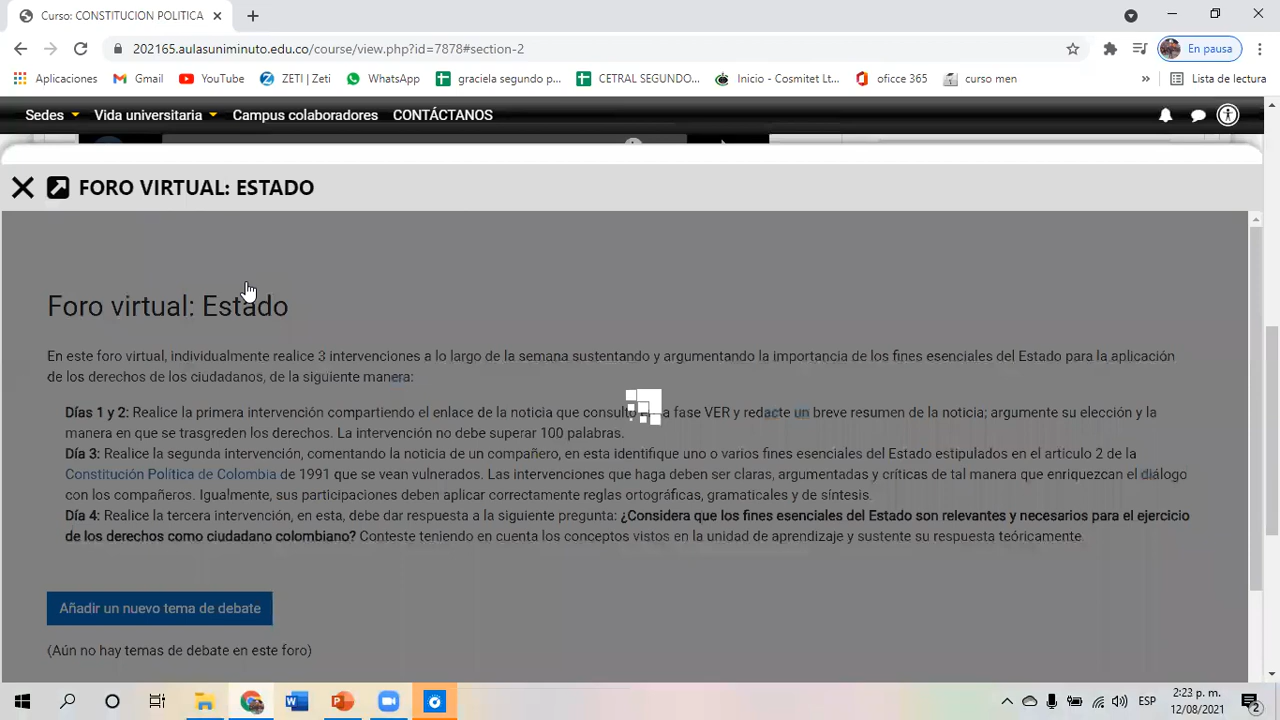 Curso: CONSTITUCION POLITICA
202165.aulasuniminuto.edu.co/course/view.php?id=7878#section-2
En pausa
Aplicaciones
Gmail
YouTube
ZETI | Zeti
WhatsApp
graciela segundo p...
CETRAL SEGUNDO...
Inicio - Cosmitet Lt...
oficce 365
curso men
»
Lista de lectura
Sedes
Vida universitaria
Campus colaboradores
CONTÁCTANOS
FORO VIRTUAL: ESTADO
Foro virtual: Estado
En este foro virtual, individualmente realice 3 intervenciones a lo largo de la semana sustentando y argumentando la importancia de los fines esenciales del Estado para la aplicación
de los derechos de los ciudadanos, de la siguiente manera:
Días 1 y 2: Realice la primera intervención compartiendo el enlace de la noticia que consult a fase VER y redacte un breve resumen de la noticia; argumente su elección y la
manera en que se trasgreden los derechos. La intervención no debe superar 100 palabras.
Día 3: Realice la segunda intervención, comentando la noticia de un compañero, en esta identifique uno o varios fines esenciales del Estado estipulados en el artículo 2 de la
Constitución Política de Colombia de 1991 que se vean vulnerados. Las intervenciones que haga deben ser claras, argumentadas y críticas de tal manera que enriquezcan el diálogo
con los compañeros. Igualmente, sus participaciones deben aplicar correctamente reglas ortográficas, gramaticales y de síntesis.
Día 4: Realice la tercera intervención, en esta, debe dar respuesta a la siguiente pregunta: ¿Considera que los fines esenciales del Estado son relevantes y necesarios para el ejercicio
de los derechos como ciudadano colombiano? Conteste teniendo en cuenta los conceptos vistos en la unidad de aprendizaje y sustente su respuesta teóricamente.
Añadir un nuevo tema de debate
(Aún no hay temas de debate en este foro)
ESP
2:23 p. m.
12/08/2021
2